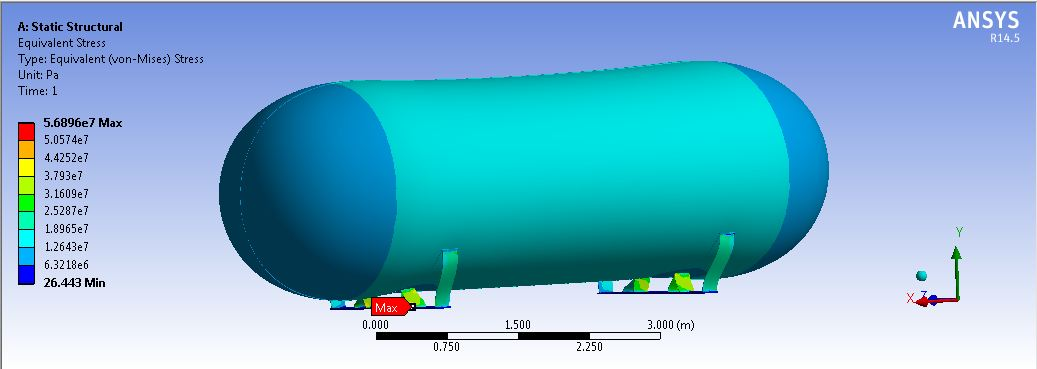 A: Static Structural
Equivalent Stress
Type: Equivalent (von-Mises) Stress
Unit: Pa
Time: 1
ANSYS
R14.5
5.6896e7 Max
5.0574e7
4.4252e7
3.793e7
3.1609e7
2.5287e7
1.8965e7
1.2643e7
6.3218e6
26.443 Min
Max
0.000 1.500 3.000 (m)
0.750 2.250
Y
X Z